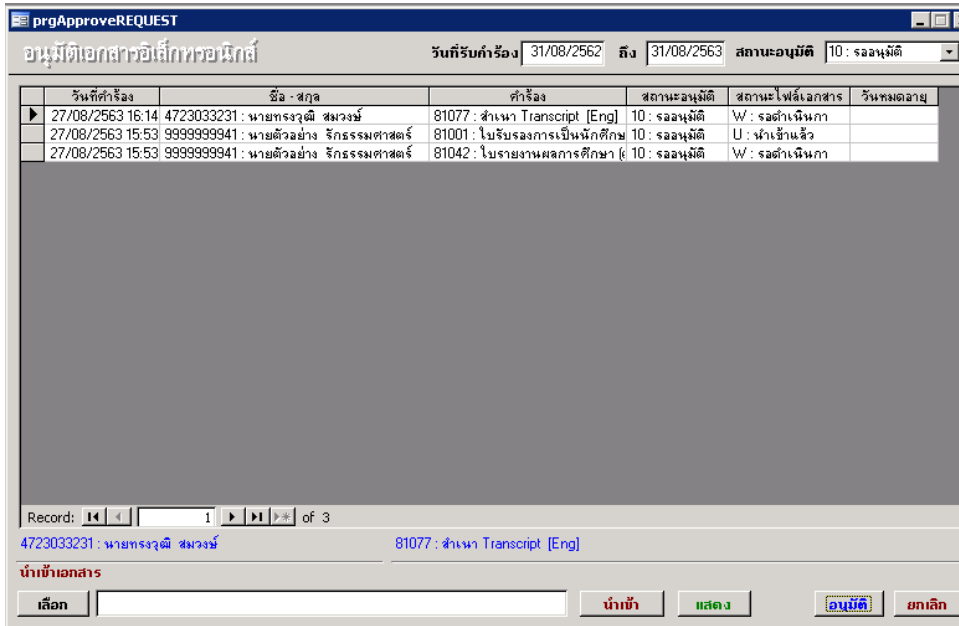 prgApproveREQUEST
อนุมัติเอกสารอิเล็กทรอนิกส์ วันที่รับคำร้อง 31/08/2562 ถึง 31/08/2563 สถานะอนุมัติ 10 : รออนุมัติ
วันที่คำร้อง ชื่อ - สกุล คำร้อง สถานะอนุมัติ สถานะไฟล์เอกสาร วันหมดอายุ
27/08/2563 16:14 4723033231 : นายทรงวุฒิ สมวงษ์ 81077 : สำเนา Transcript [Eng] 10 : รออนุมัติ W : รอดำเนินกา
27/08/2563 15:53 9999999941 : นายตัวอย่าง รักธรรมศาสตร์ 81001 : ใบรับรองการเป็นนักศึกษ 10 : รออนุมัติ U : นำเข้าแล้ว
27/08/2563 15:53 9999999941 : นายตัวอย่าง รักธรรมศาสตร์ 81042 : ใบรายงานผลการศึกษา 10 : รออนุมัติ W : รอดำเนินกา
Record: 1 of 3
4723033231 : นายทรงวุฒิ สมวงษ์ 81077 : สำเนา Transcript [Eng]
นำเข้าเอกสาร
เลือก นำเข้า แสดง อนุมัติ ยกเลิก